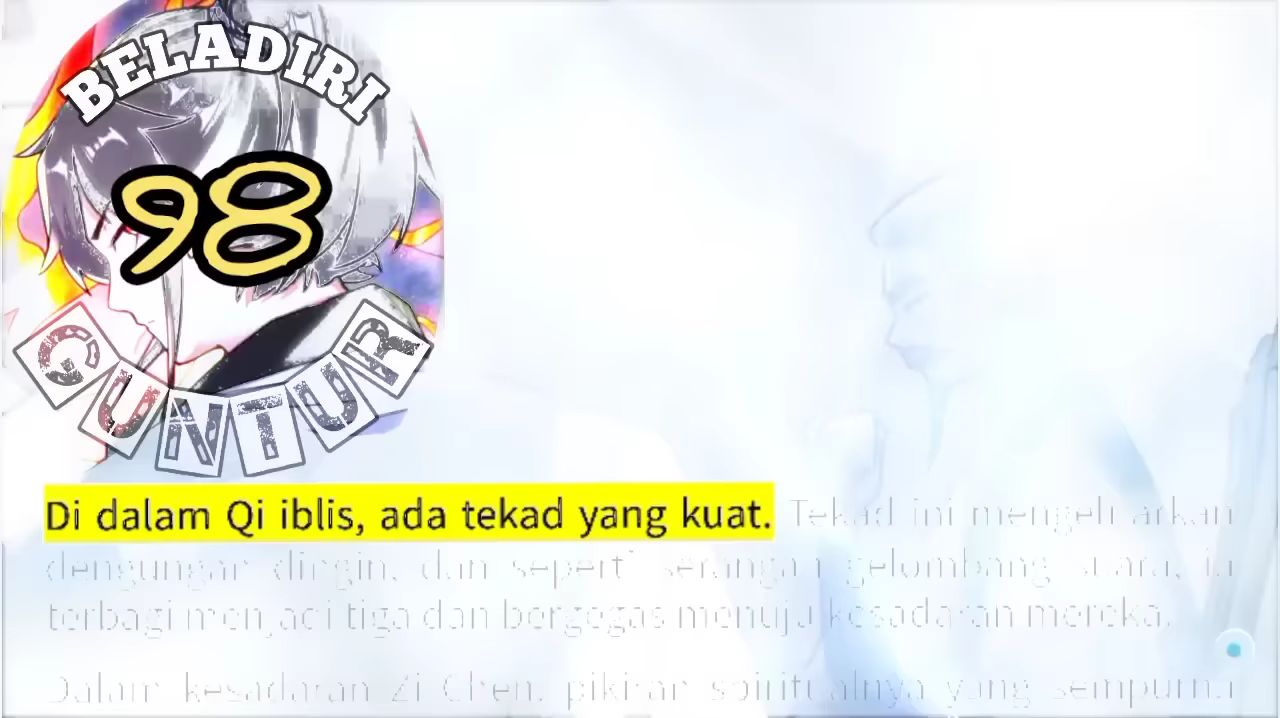 BELADIRI
98
GUNTUR
Di dalam Qi iblis, ada tekad yang kuat. Tekad ini mengeluarkan
dengungan dingin, dan seperti serangan gelombang suara, ia
terbagi menjadi tiga dan bergegas menuju kesadaran mereka.
Dalam kesadaran Zi Chen, pikiran spiritualnya yang sempurna